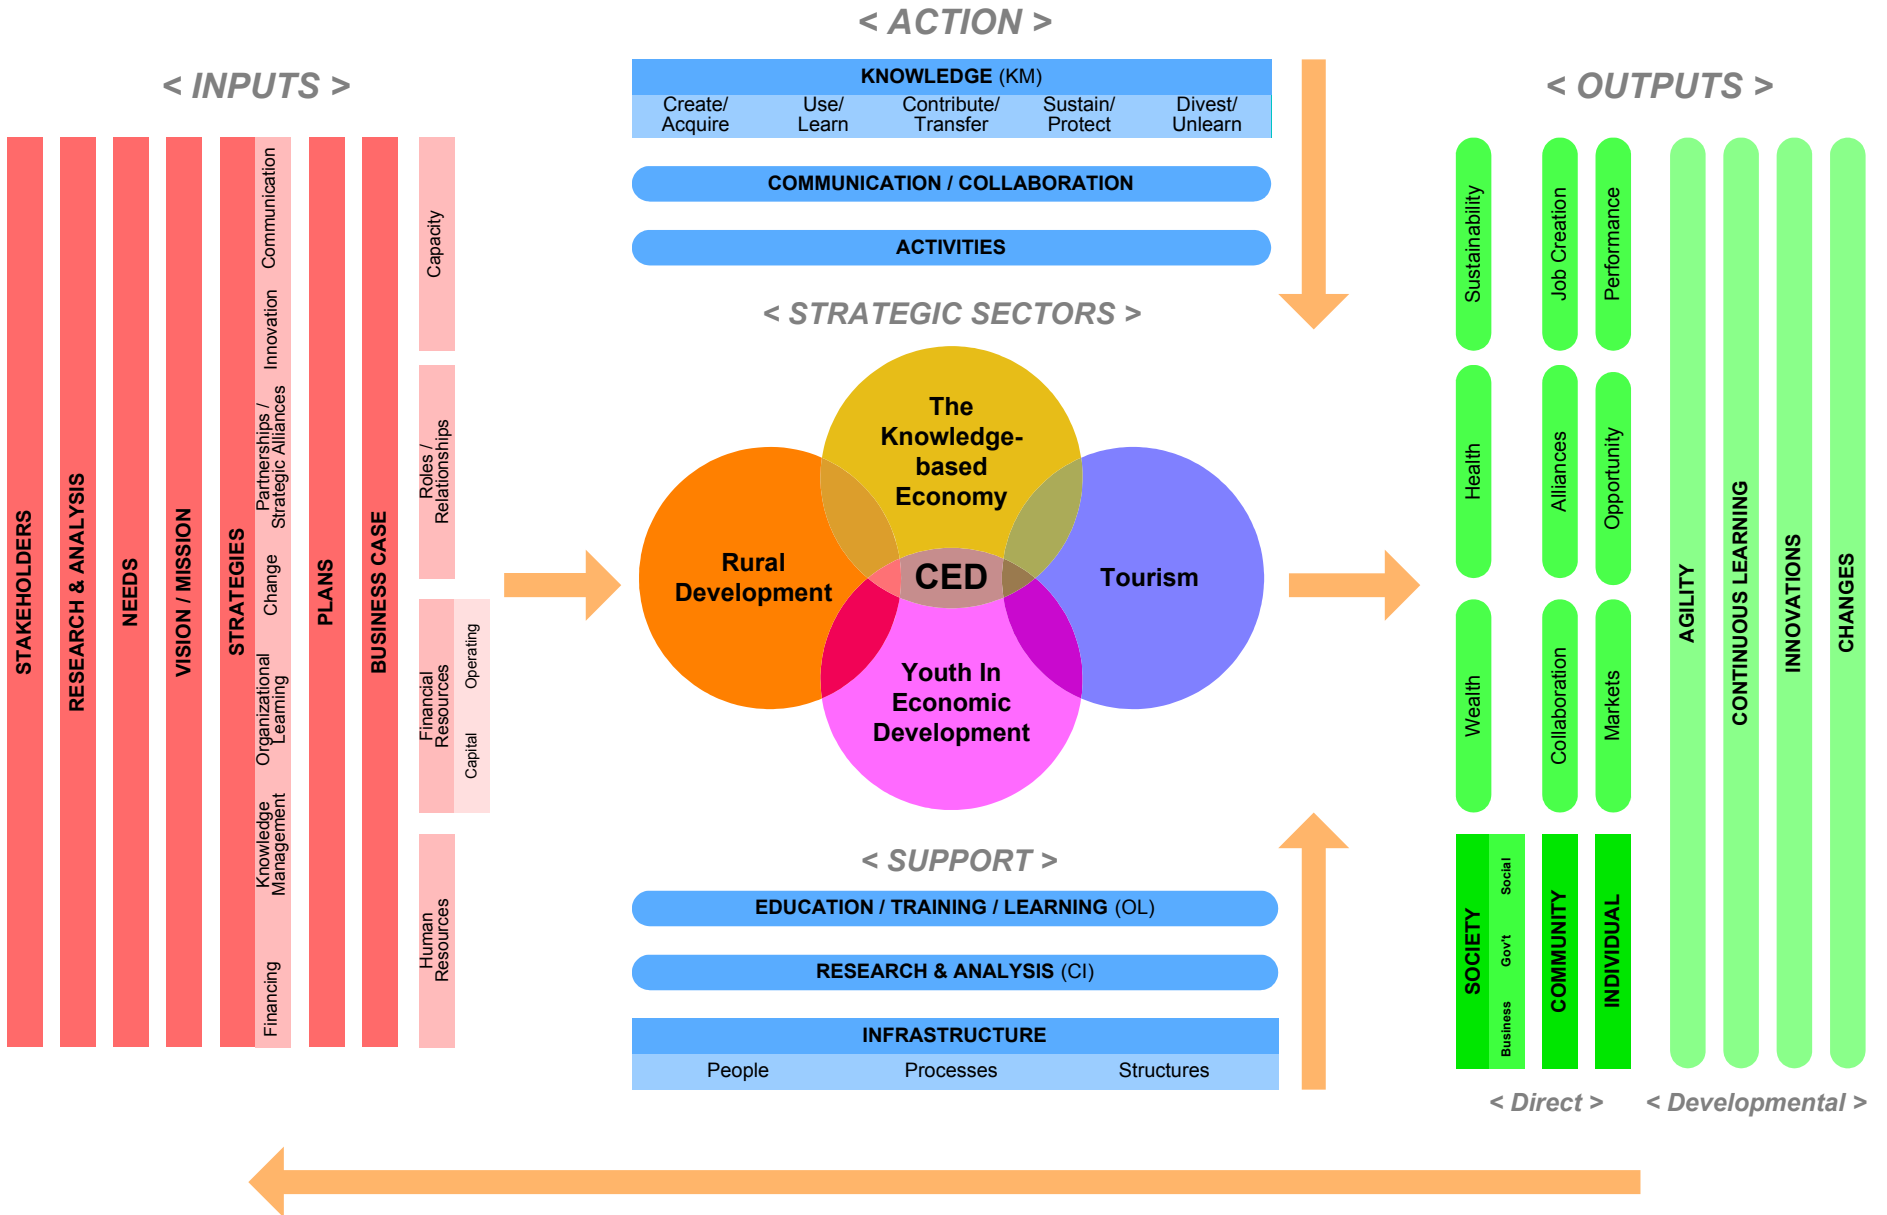 < ACTION >
< INPUTS >
< OUTPUTS >
KNOWLEDGE (KM)
Create/
Acquire
Use/
Learn
Contribute/
Transfer
Sustain/
Protect
Divest/
Unlearn
COMMUNICATION / COLLABORATION
ACTIVITIES
STAKEHOLDERS
RESEARCH & ANALYSIS
NEEDS
VISION / MISSION
STRATEGIES
Communication
Innovation
Partnerships /
Strategic Alliances
Change
Organizational
Learning
Knowledge
Management
Financing
PLANS
BUSINESS CASE
Capacity
Roles /
Relationships
Financial
Resources
Operating
Capital
Human
Resources
< STRATEGIC SECTORS >
The
Knowledge-
based
Economy
Rural
Development
CED
Tourism
Youth In
Economic
Development
< SUPPORT >
EDUCATION / TRAINING / LEARNING (OL)
RESEARCH & ANALYSIS (CI)
INFRASTRUCTURE
People
Processes
Structures
Sustainability
Health
Wealth
SOCIETY
Social
Gov't
Business
Job Creation
Alliances
Collaboration
COMMUNITY
Performance
Opportunity
Markets
INDIVIDUAL
AGILITY
CONTINUOUS LEARNING
INNOVATIONS
CHANGES
< Direct >
< Developmental >